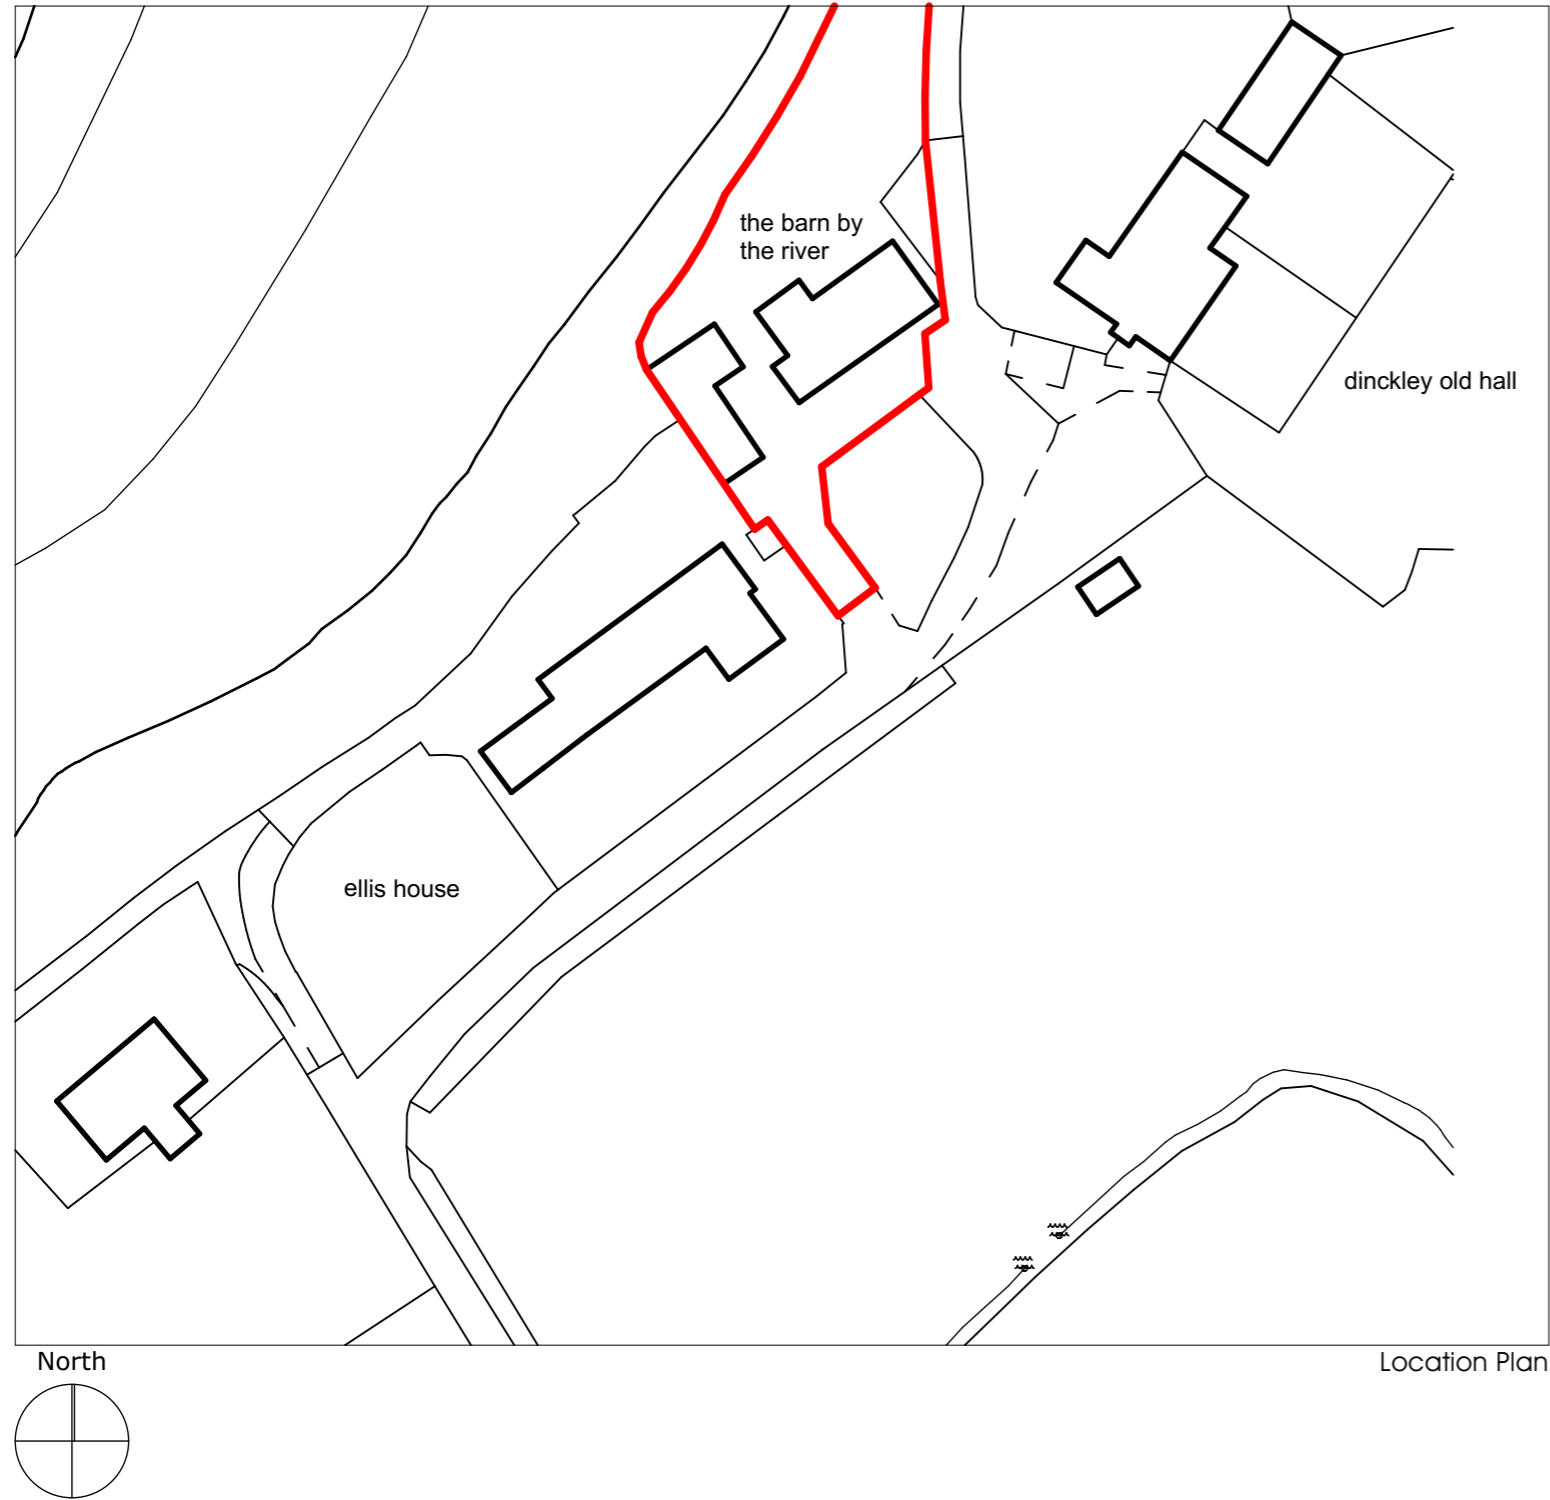 the barn by
the river
dinckley old hall
ellis house
North
Location Plan